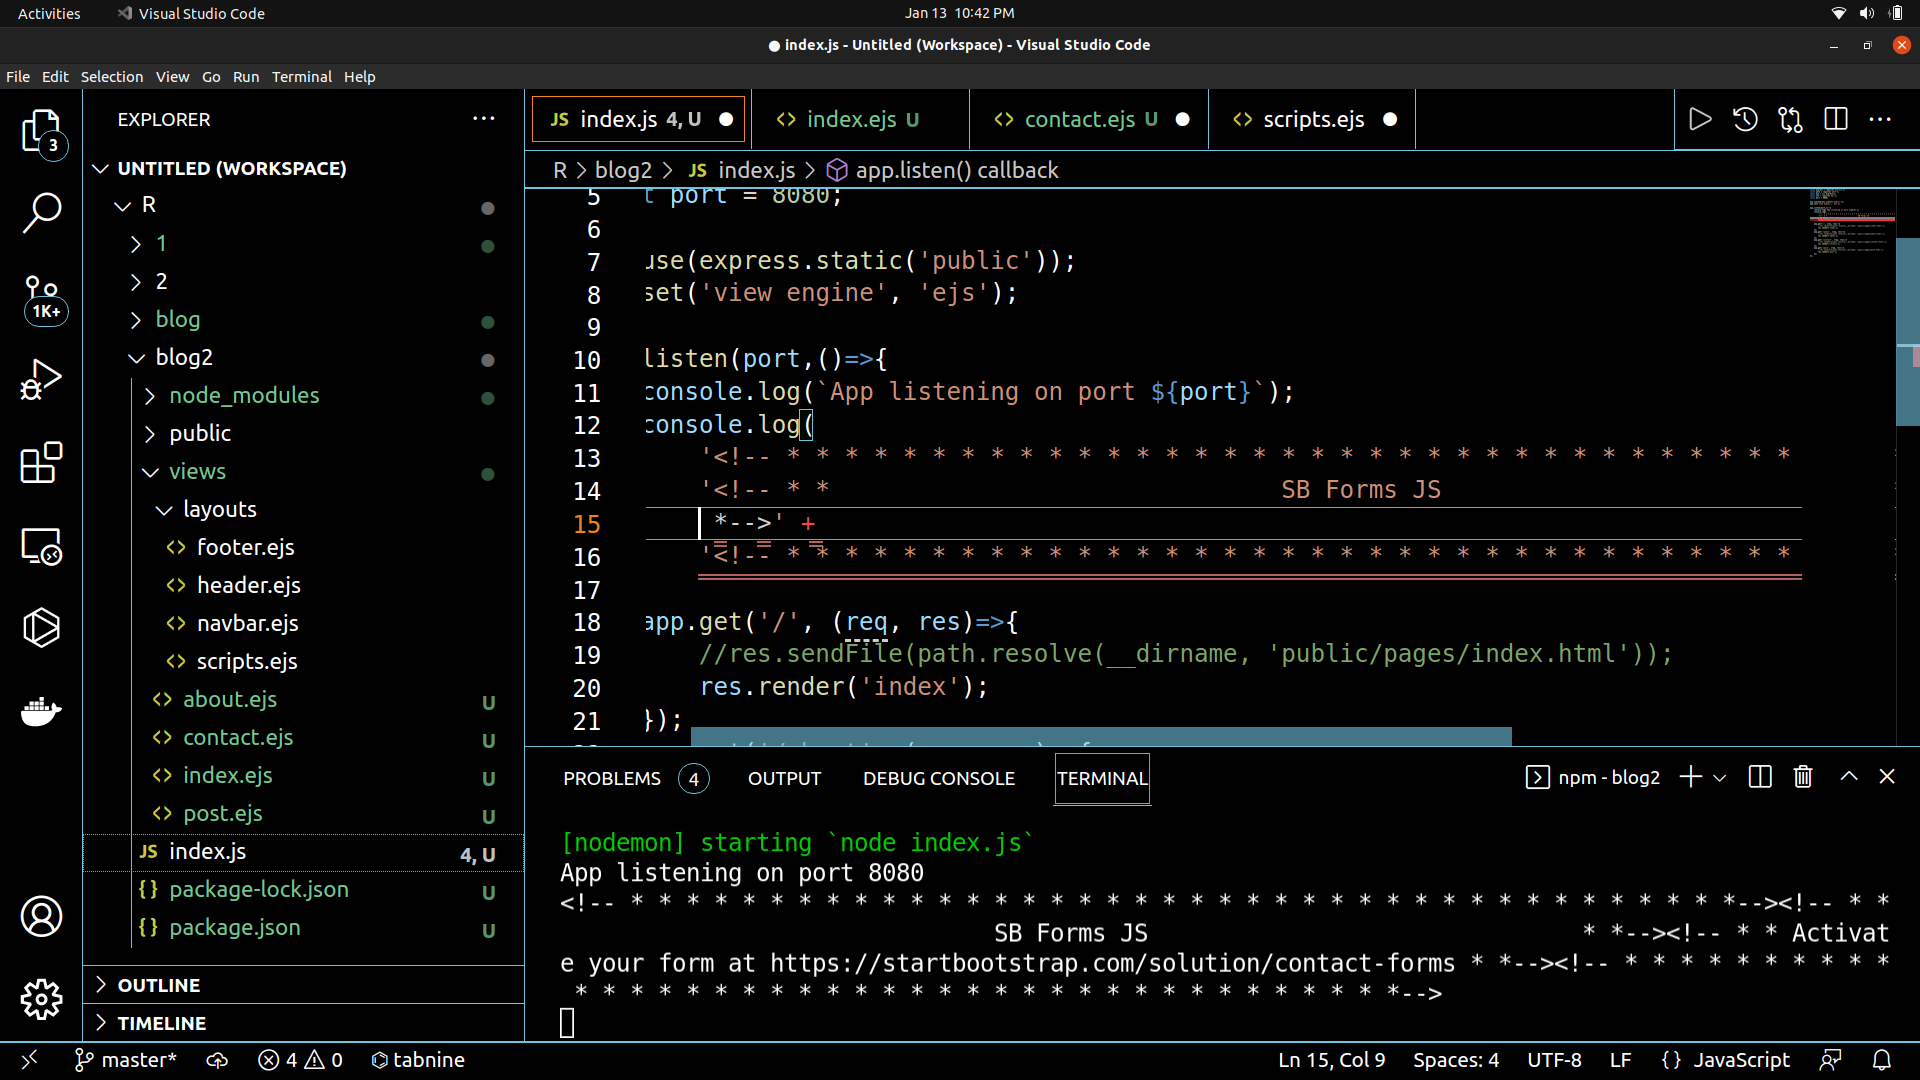 Activities
Visual Studio Code
Jan 13 10:42 PM
index.js - Untitled (Workspace) - Visual Studio Code
File Edit Selection View Go Run Terminal Help
EXPLORER
JS index.js 4, U
index.ejs U
contact.ejs U
scripts.ejs
R > blog2 > JS index.js > app.listen() callback
3
UNTITLED (WORKSPACE)
R
1
2
blog
blog2
node_modules
public
views
layouts
footer.ejs
header.ejs
navbar.ejs
scripts.ejs
about.ejs U
contact.ejs U
index.ejs U
post.ejs U
JS index.js 4, U
{} package-lock.json U
{} package.json U
OUTLINE
TIMELINE
1K+
5 t port = 8080;
6
7 use(express.static('public'));
8 set('view engine', 'ejs');
9
10 listen(port,()=>{
11 console.log(`App listening on port ${port}`);
12 console.log(
13 '<!-- * * * * * * * * * * * * * * * * * * * * * * * * * * * * * * * * * * *
14 '<!-- * * SB Forms JS
15 *-->' +
16 '<!-- * * * * * * * * * * * * * * * * * * * * * * * * * * * * * * * * * * *
17
18 app.get('/', (req, res)=>{
19 //res.sendFile(path.resolve(__dirname, 'public/pages/index.html'));
20 res.render('index');
21 });
PROBLEMS 4 OUTPUT DEBUG CONSOLE TERMINAL
npm - blog2
[nodemon] starting `node index.js`
App listening on port 8080
<!-- * * * * * * * * * * * * * * * * * * * * * * * * * * * * * * * * * * * * * * * *--><!-- * *
SB Forms JS * *--><!-- * * Activat
e your form at https://startbootstrap.com/solution/contact-forms * *--><!-- * * * * * * * * * *
* * * * * * * * * * * * * * * * * * * * * * * * * * * * * *-->
master* 4 0 tabnine
Ln 15, Col 9 Spaces: 4 UTF-8 LF {} JavaScript